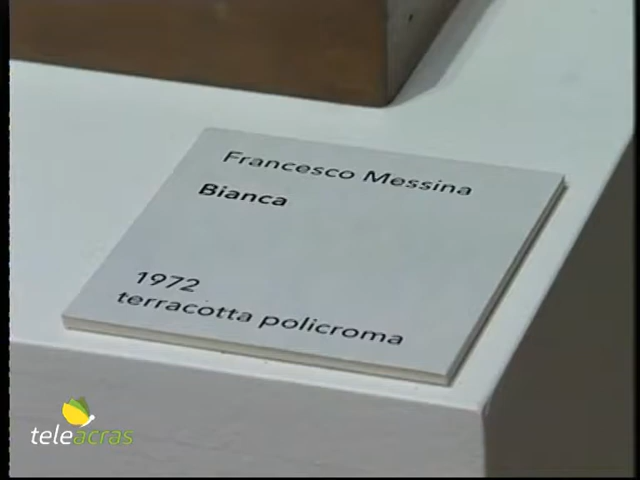 Francesco Messina
Bianca
1972
terracotta policroma
teleacras